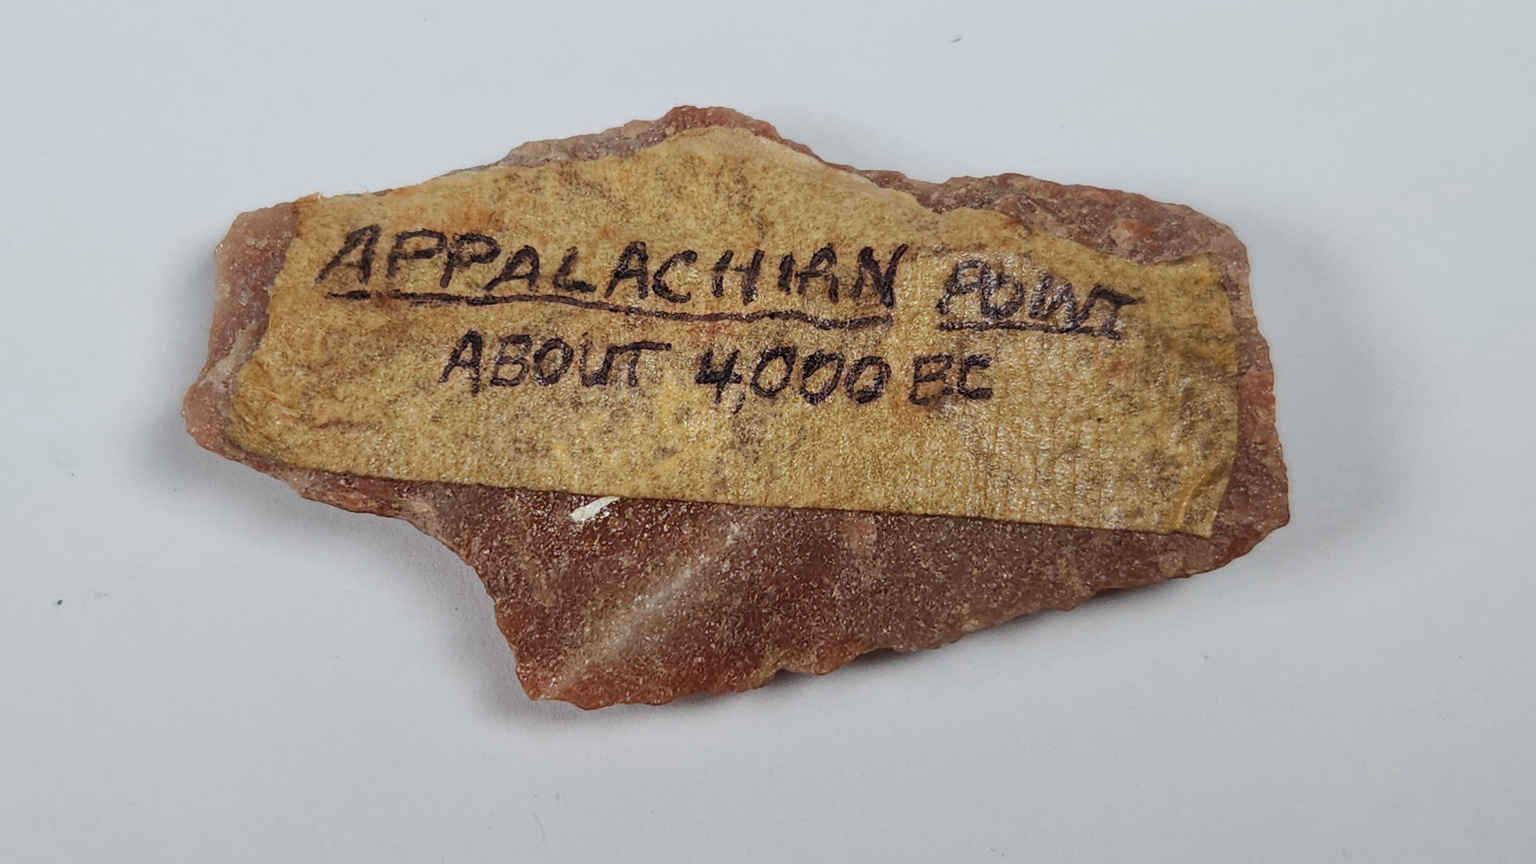 APPALACHIAN POINT
ABOUT 4,000 BC